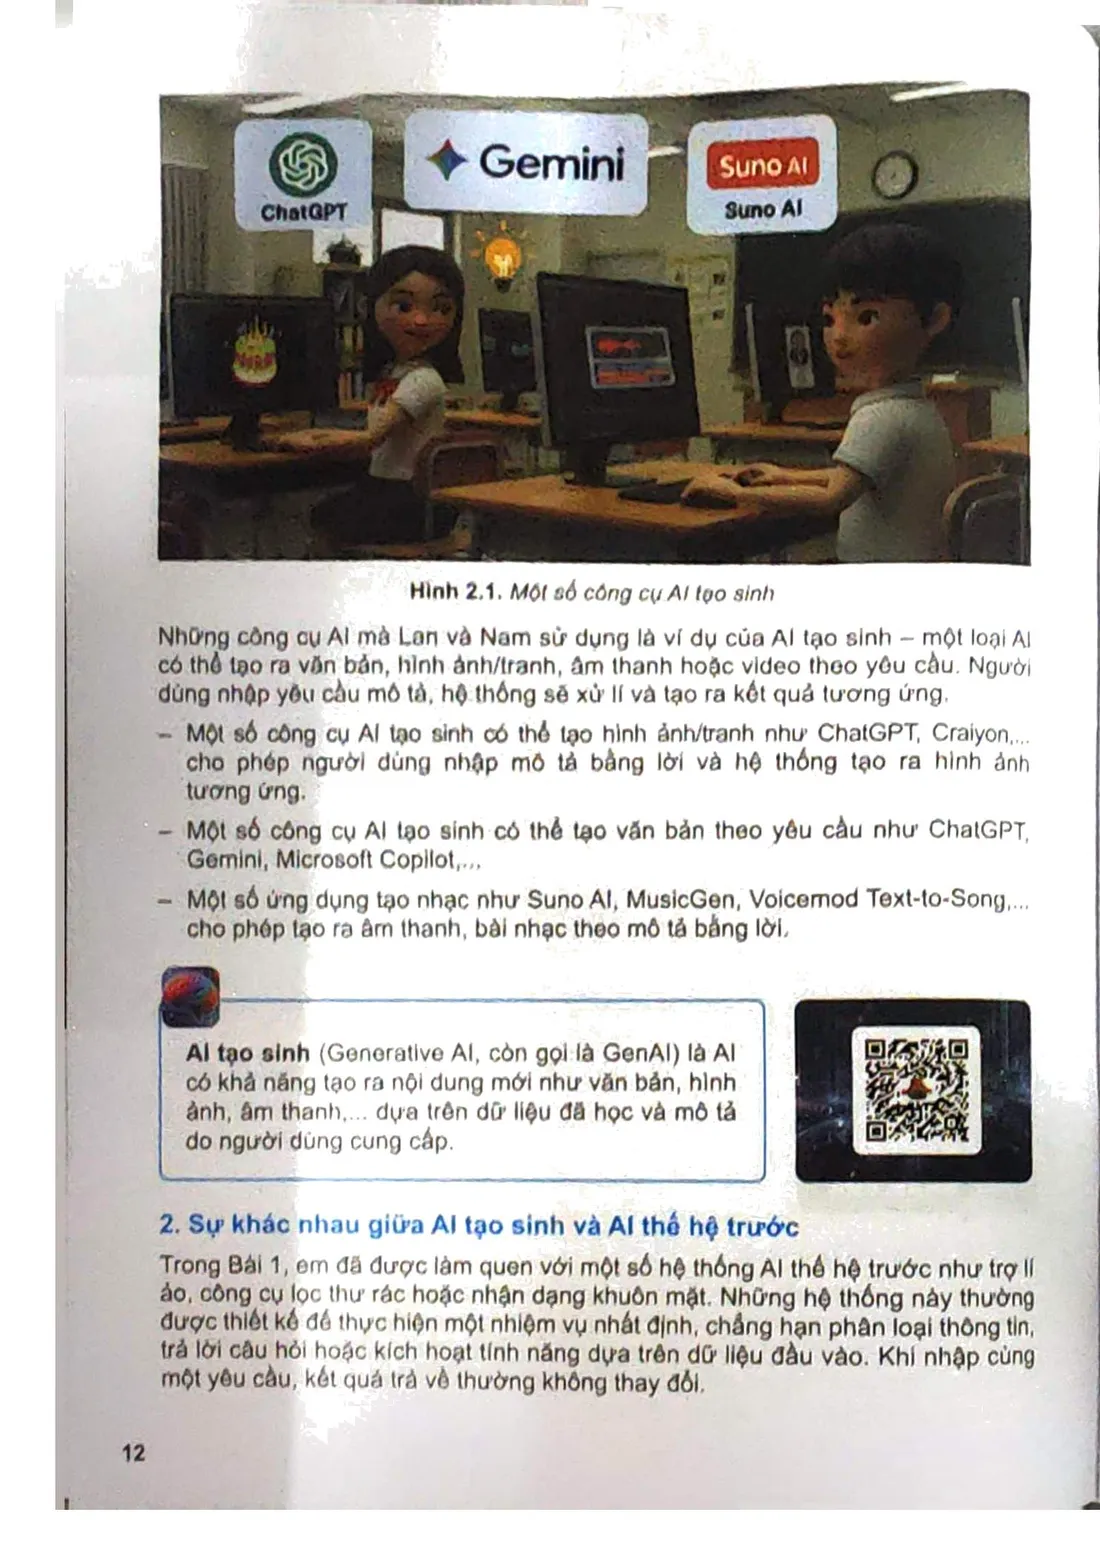 ChatGPT
Gemini
Suno AI
Suno AI
Hình 2.1. Một số công cụ AI tạo sinh
Những công cụ AI mà Lan và Nam sử dụng là ví dụ của AI tạo sinh – một loại AI
có thể tạo ra văn bản, hình ảnh/tranh, âm thanh hoặc video theo yêu cầu. Người
dùng nhập yêu cầu mô tả, hệ thống sẽ xử lí và tạo ra kết quả tương ứng.
– Một số công cụ AI tạo sinh có thể tạo hình ảnh/tranh như ChatGPT, Craiyon,...
cho phép người dùng nhập mô tả bằng lời và hệ thống tạo ra hình ảnh
tương ứng.
– Một số công cụ AI tạo sinh có thể tạo văn bản theo yêu cầu như ChatGPT,
Gemini, Microsoft Copilot,...
– Một số ứng dụng tạo nhạc như Suno AI, MusicGen, Voicemod Text-to-Song,...
cho phép tạo ra âm thanh, bài nhạc theo mô tả bằng lời.
AI tạo sinh (Generative AI, còn gọi là GenAI) là AI
có khả năng tạo ra nội dung mới như văn bản, hình
ảnh, âm thanh,... dựa trên dữ liệu đã học và mô tả
do người dùng cung cấp.
2. Sự khác nhau giữa AI tạo sinh và AI thế hệ trước
Trong Bài 1, em đã được làm quen với một số hệ thống AI thế hệ trước như trợ lí
ảo, công cụ lọc thư rác hoặc nhận dạng khuôn mặt. Những hệ thống này thường
được thiết kế để thực hiện một nhiệm vụ nhất định, chẳng hạn phân loại thông tin,
trả lời câu hỏi hoặc kích hoạt tính năng dựa trên dữ liệu đầu vào. Khi nhập cùng
một yêu cầu, kết quả trả về thường không thay đổi.
12